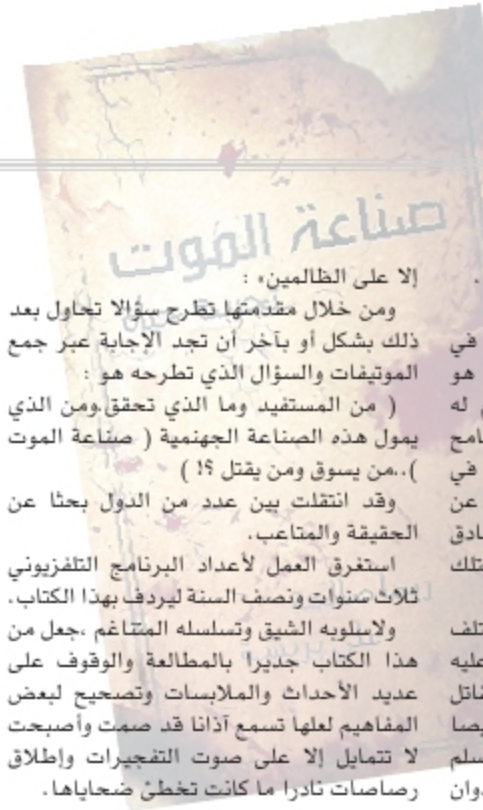 صناعة الموت
إلا على الظالمين» :
ومن خلال مقدمتها تطرح سؤالا تحاول بعد
ذلك بشكل أو بآخر أن تجد الإجابة عبر جمع
الموتيفات والسؤال الذي تطرحه هو :
( من المستفيد وما الذي تحقق.ومن الذي
يمول هذه الصناعة الجهنمية ( صناعة الموت
)..من يسوق ومن يقتل ؟! )
وقد انتقلت بين عدد من الدول بحثا عن
الحقيقة والمتاعب.
استغرق العمل لأعداد البرنامج التلفزيوني
ثلاث سنوات ونصف السنة ليردف بهذا الكتاب.
ولاسلوبه الشيق وتسلسله المتناغم ،جعل من
هذا الكتاب جديرا بالمطالعة والوقوف على
عديد الأحداث والملابسات وتصحيح لبعض
المفاهيم لعلها تسمع آذانا قد صمت وأصبحت
لا تتمايل إلا على صوت التفجيرات وإطلاق
رصاصات نادرا ما كانت تخطئ ضحاياها.
في
هو
له
في
عن